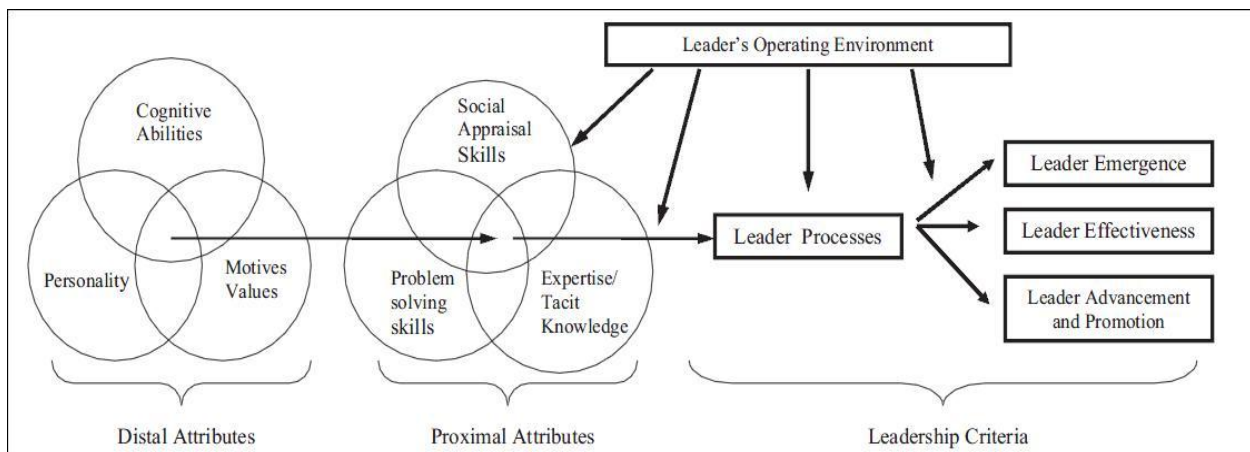 Leader's Operating Environment
Cognitive
Abilities
Personality
Motives
Values
Social
Appraisal
Skills
Problem
solving
skills
Expertise/
Tacit
Knowledge
Leader Processes
Leader Emergence
Leader Effectiveness
Leader Advancement
and Promotion
Distal Attributes
Proximal Attributes
Leadership Criteria